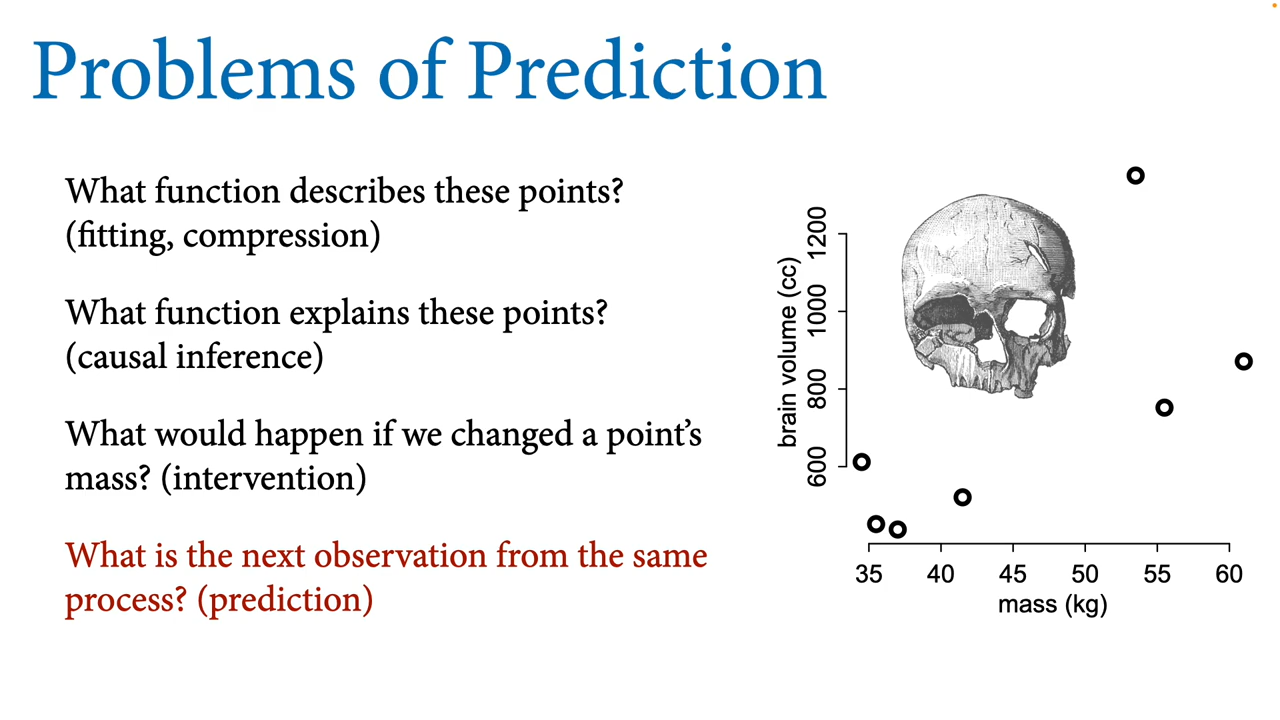 Problems of Prediction
What function describes these points?
(fitting, compression)
What function explains these points?
(causal inference)
What would happen if we changed a point's
mass? (intervention)
What is the next observation from the same
process? (prediction)
brain volume (cc)
1200
1000
800
600
35 40 45 50 55 60
mass (kg)